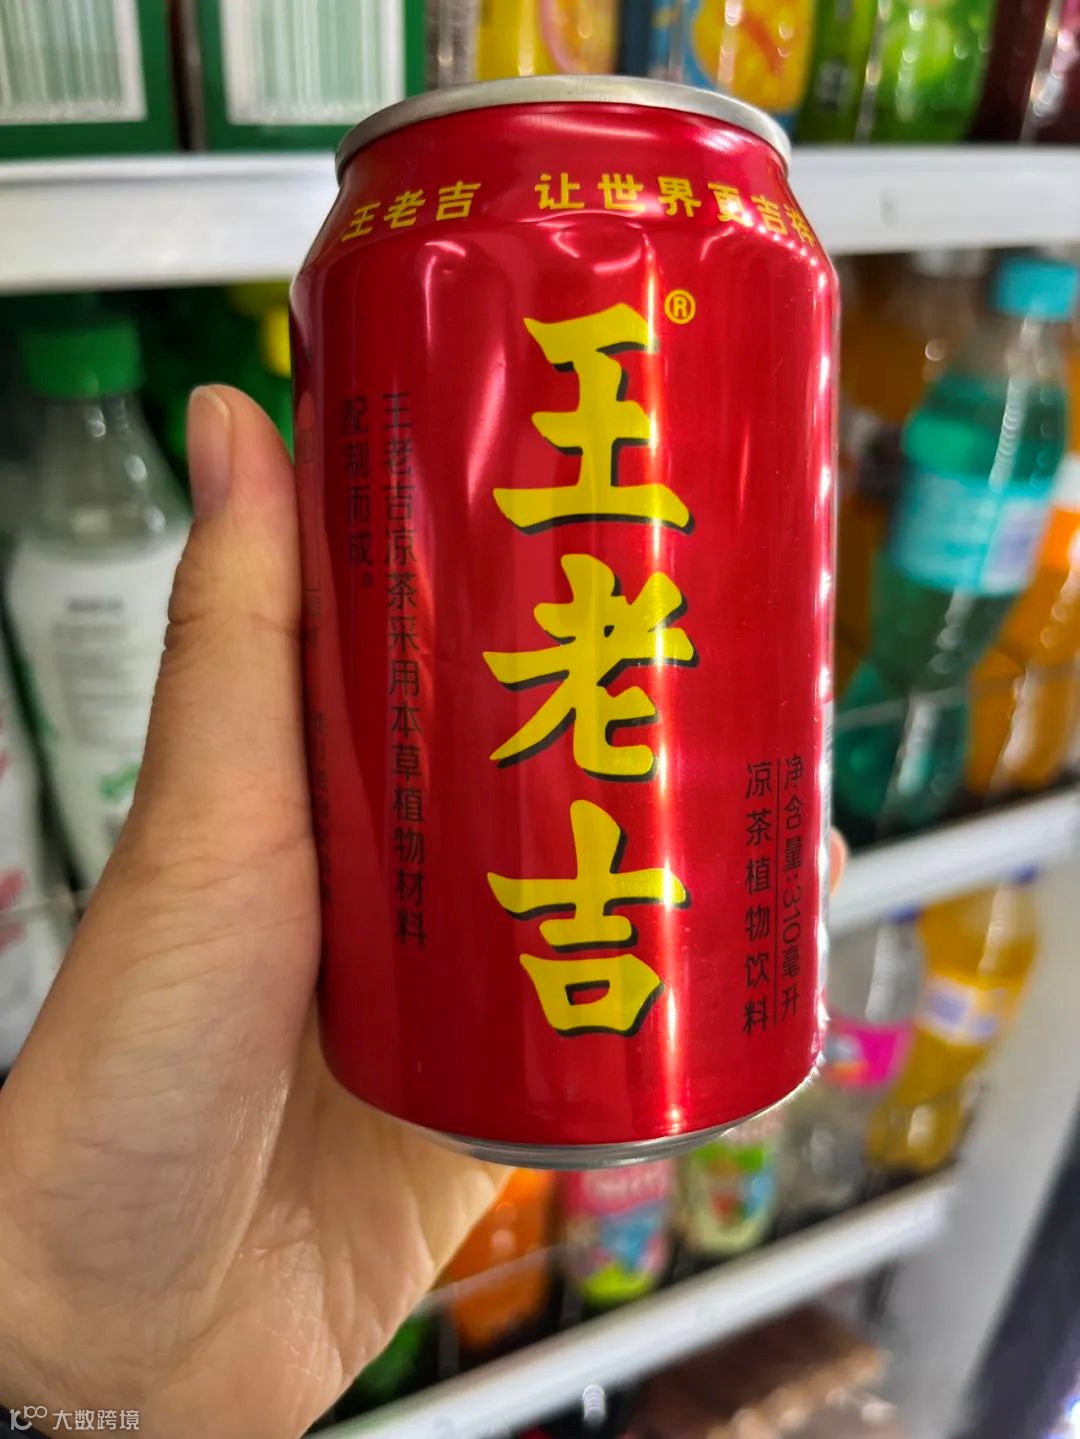 王老吉 让世界更吉祥
王老吉®
王老吉凉茶采用本草植物材料
配制而成。
净含量:310毫升
凉茶植物饮料
大数跨境